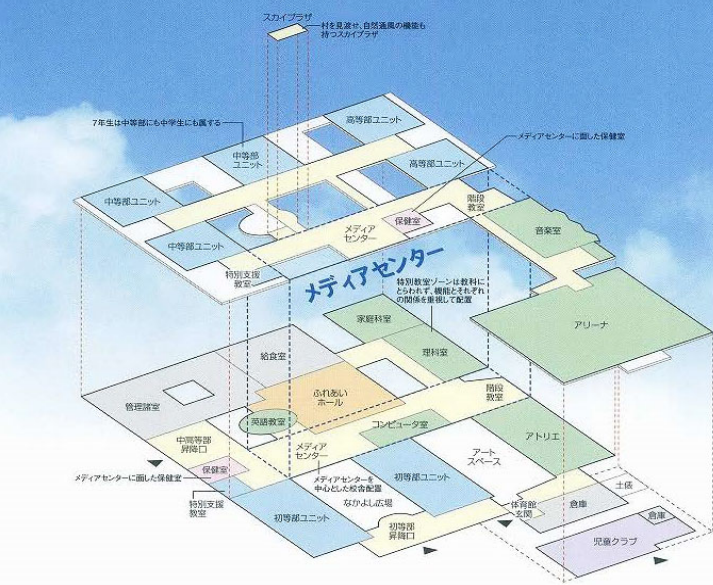 スカイプラザ
村を見渡せ、自然通風の機能も
持つスカイプラザ
高等部ユニット
7年生は中等部にも中学生にも属する
メディアセンターに面した保健室
中等部
ユニット
高等部ユニット
中等部ユニット
階段
教室
保健室
音楽室
メディア
センター
中等部ユニット
特別支援
教室
メディアセンター
特別教室ゾーンは教科に
とらわれず、機能とそれぞれ
の関係を重視して配置
家庭科室
アリーナ
理科室
給食室
ふれあい
ホール
階段
教室
管理諸室
英語教室
コンピュータ室
アトリエ
中高等部
昇降口
メディア
センター
アート
スペース
保健室
メディアセンターに面した保健室
メディアセンターを
中心とした校舎配置
初等部ユニット
なかよし広場
特別支援
教室
体育館
玄関
倉庫
土俵
初等部ユニット
初等部
昇降口
倉庫
児童クラブ